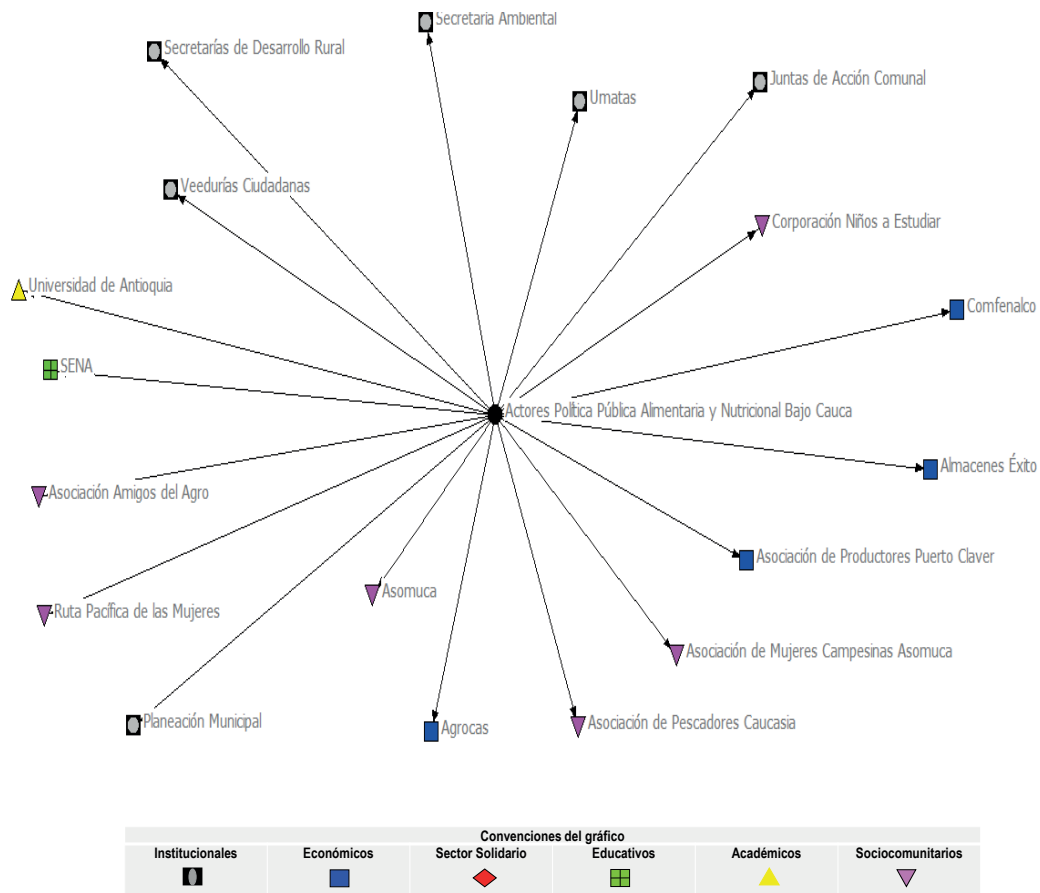 Secretaría Ambiental
Secretarías de Desarrollo Rural
Juntas de Acción Comunal
Umatas
Veedurías Ciudadanas
Corporación Niños a Estudiar
Universidad de Antioquia
Comfenalco
SENA
Actores Política Pública Alimentaria y Nutricional Bajo Cauca
Almacenes Éxito
Asociación Amigos del Agro
Asociación de Productores Puerto Claver
Asomuca
Ruta Pacífica de las Mujeres
Asociación de Mujeres Campesinas Asomuca
Planeación Municipal
Agrocas
Asociación de Pescadores Caucasia
Convenciones del gráfico
Institucionales Económicos Sector Solidario Educativos Académicos Sociocomunitarios